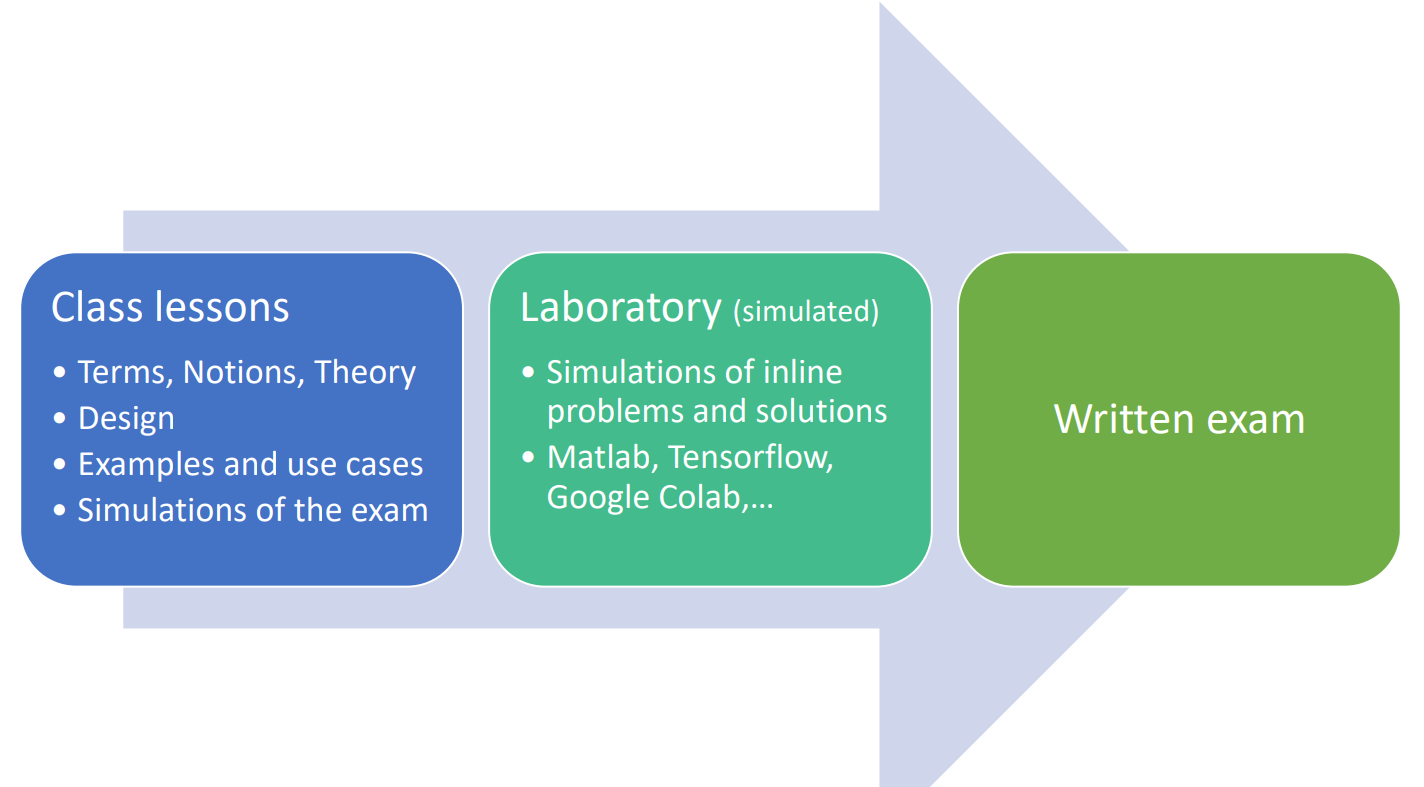 Class lessons
• Terms, Notions, Theory
• Design
• Examples and use cases
• Simulations of the exam
Laboratory (simulated)
• Simulations of inline
problems and solutions
• Matlab, Tensorflow,
Google Colab,...
Written exam